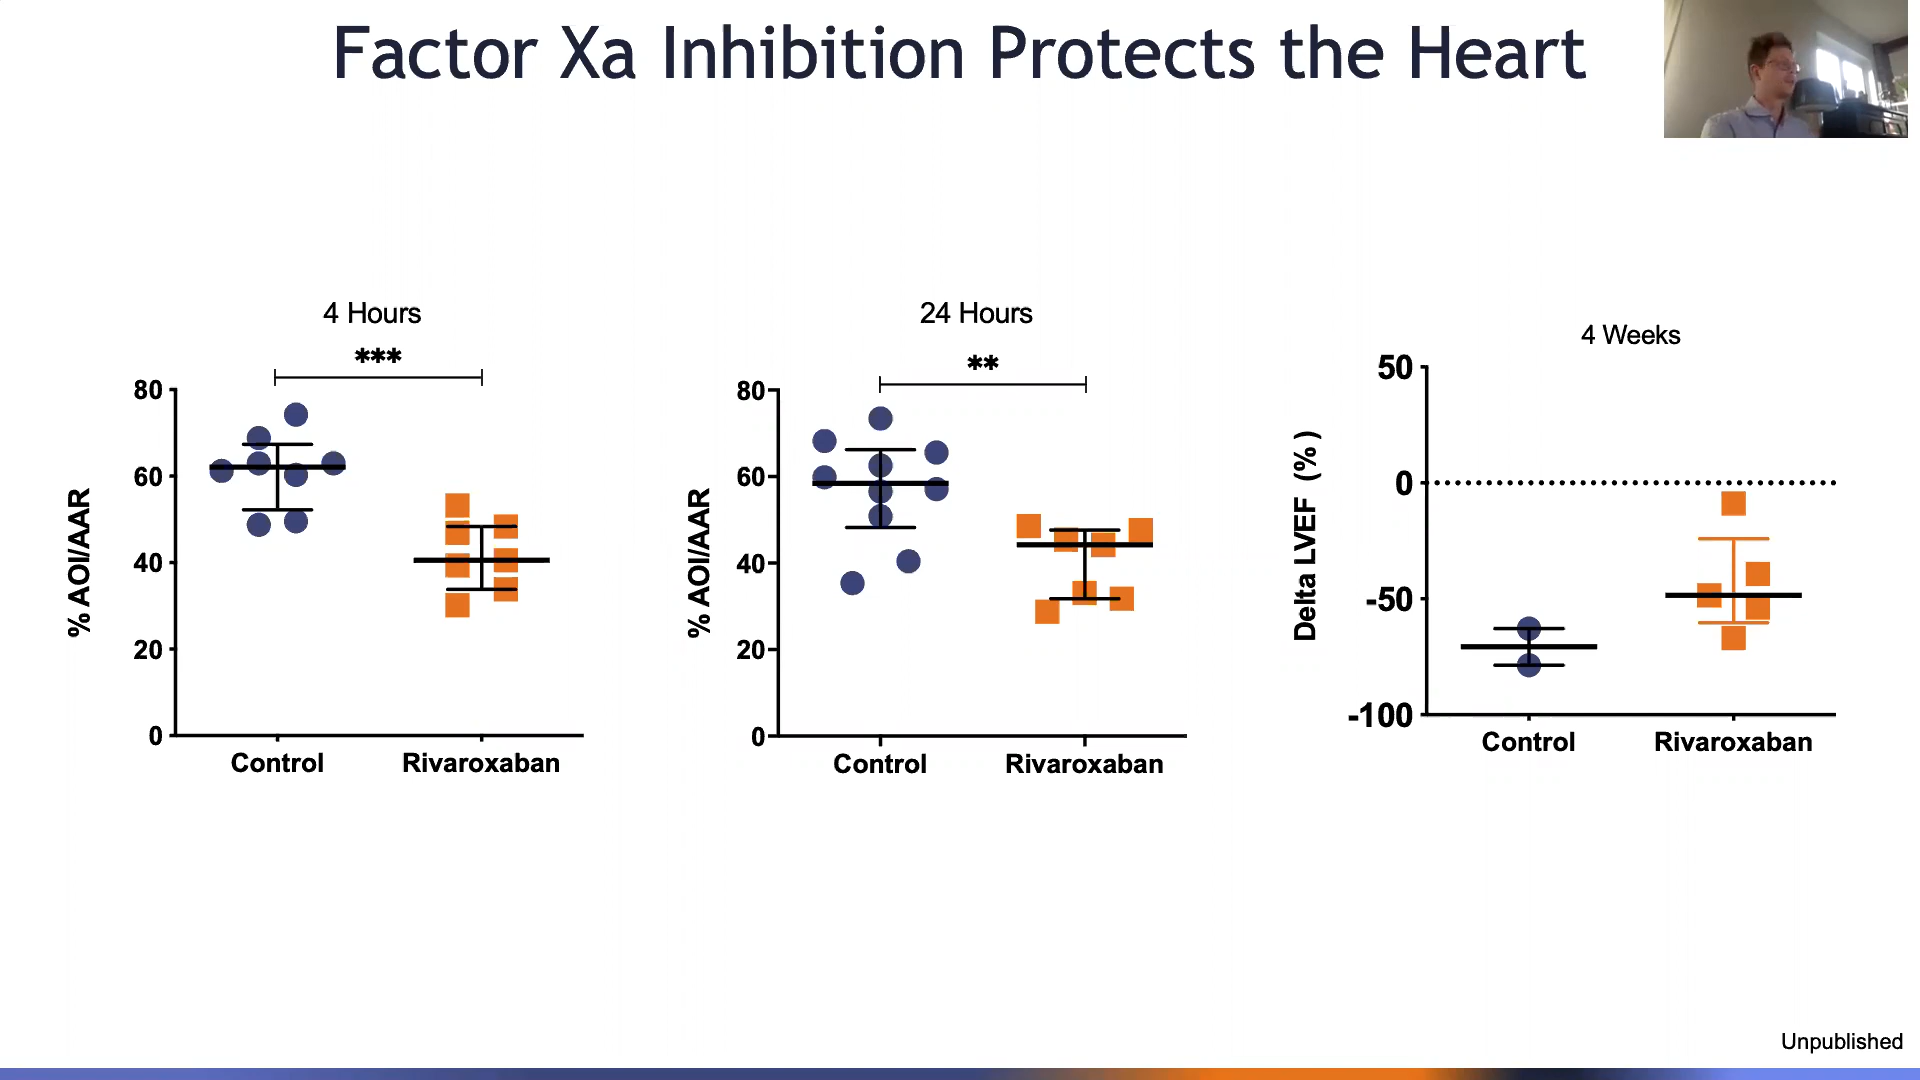 Factor Xa Inhibition Protects the Heart
4 Hours
***
80
60
40
20
0
% AOI/AAR
Control
Rivaroxaban
24 Hours
**
80
60
40
20
0
% AOI/AAR
Control
Rivaroxaban
4 Weeks
50
0
-50
-100
Delta LVEF (%)
Control
Rivaroxaban
Unpublished